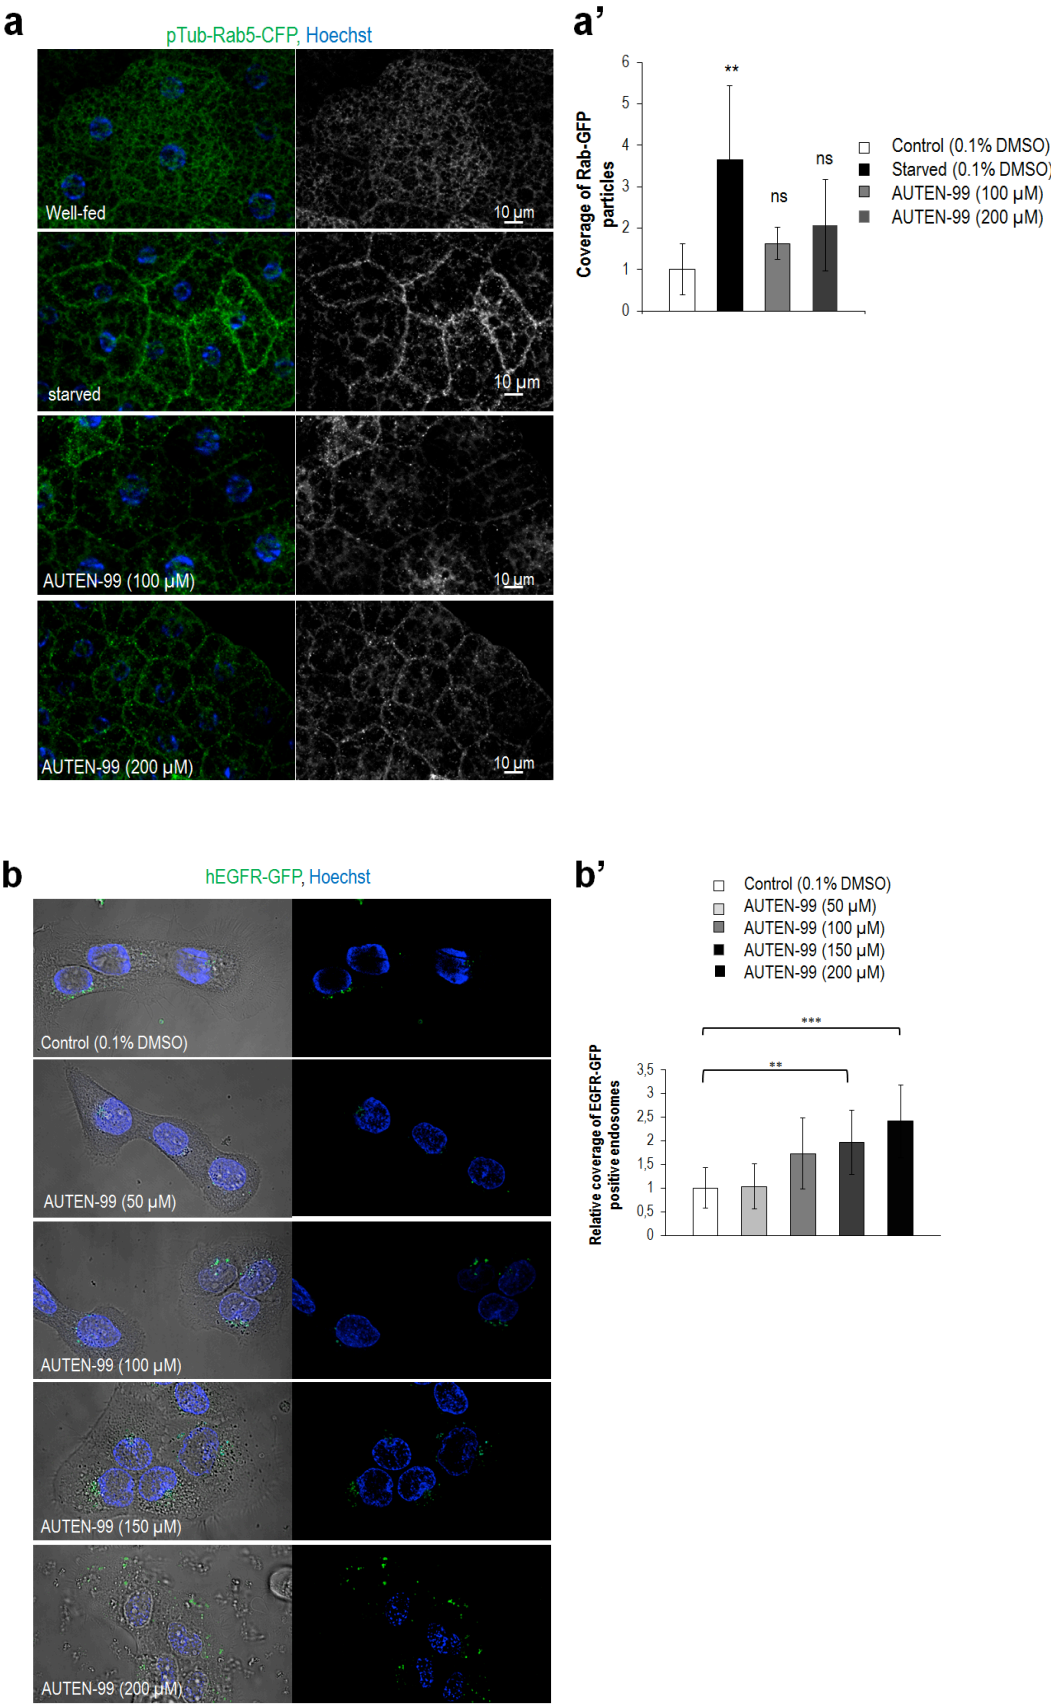 a
pTub-Rab5-CFP, Hoechst
Well-fed
10 µm
starved
10 µm
AUTEN-99 (100 µM)
10 µm
AUTEN-99 (200 µM)
10 µm
a’
Coverage of Rab-GFP
particles
6
5
4
3
2
1
0
**
ns
ns
Control (0.1% DMSO)
Starved (0.1% DMSO)
AUTEN-99 (100 µM)
AUTEN-99 (200 µM)
b
hEGFR-GFP, Hoechst
Control (0.1% DMSO)
AUTEN-99 (50 µM)
AUTEN-99 (100 µM)
AUTEN-99 (150 µM)
AUTEN-99 (200 µM)
b’
Control (0.1% DMSO)
AUTEN-99 (50 µM)
AUTEN-99 (100 µM)
AUTEN-99 (150 µM)
AUTEN-99 (200 µM)
Relative coverage of EGFR-GFP
positive endosomes
3,5
3
2,5
2
1,5
1
0,5
0
***
**